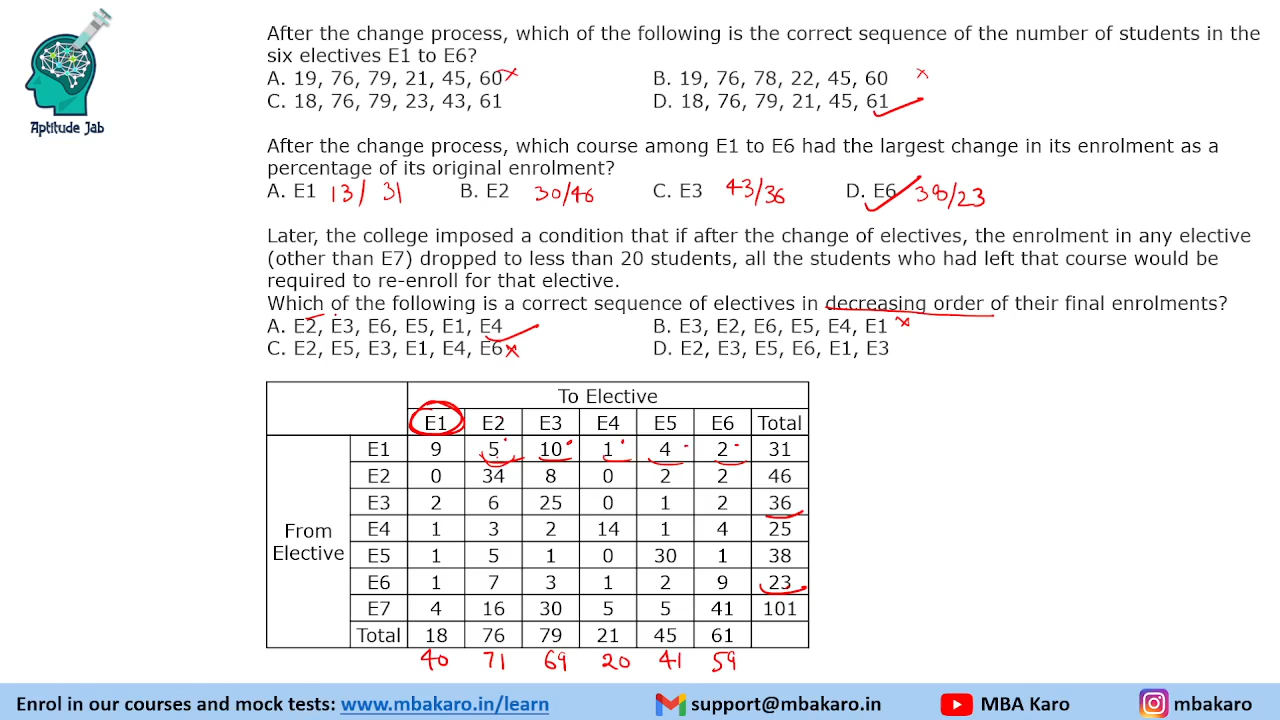 After the change process, which of the following is the correct sequence of the number of students in the
six electives E1 to E6?
A. 19, 76, 79, 21, 45, 60 ×
B. 19, 76, 78, 22, 45, 60 ×
C. 18, 76, 79, 23, 43, 61
D. 18, 76, 79, 21, 45, 61
Aptitude Jab
After the change process, which course among E1 to E6 had the largest change in its enrolment as a
percentage of its original enrolment?
A. E1 13/31
B. E2 30/46
C. E3 43/36
D. E6 38/23
Later, the college imposed a condition that if after the change of electives, the enrolment in any elective
(other than E7) dropped to less than 20 students, all the students who had left that course would be
required to re-enroll for that elective.
Which of the following is a correct sequence of electives in decreasing order of their final enrolments?
A. E2, E3, E6, E5, E1, E4
B. E3, E2, E6, E5, E4, E1 ×
C. E2, E5, E3, E1, E4, E6 ×
D. E2, E3, E5, E6, E1, E3
To Elective
E1 E2 E3 E4 E5 E6 Total
From Elective
E1 9 5 10 1 4 2 31
E2 0 34 8 0 2 2 46
E3 2 6 25 0 1 2 36
E4 1 3 2 14 1 4 25
E5 1 5 1 0 30 1 38
E6 1 7 3 1 2 9 23
E7 4 16 30 5 5 41 101
Total 18 76 79 21 45 61
40 71 69 20 41 59
Enrol in our courses and mock tests: www.mbakaro.in/learn
support@mbakaro.in
MBA Karo
mbakaro